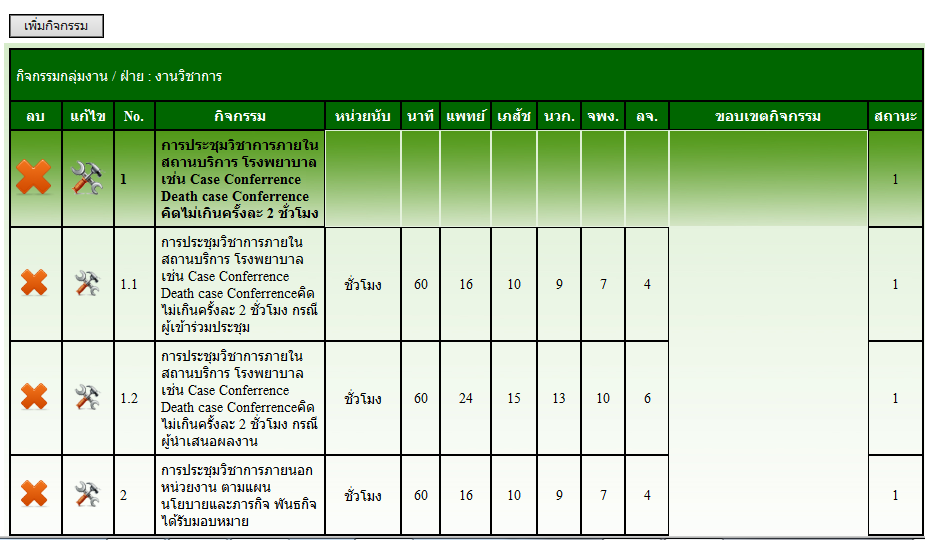 เพิ่มกิจกรรม
กิจกรรมกลุ่มงาน / ฝ่าย : งานวิชาการ
ลบ แก้ไข No. กิจกรรม หน่วยนับ นาที แพทย์ เภสัช นวก. จพง. ลจ. ขอบเขตกิจกรรม สถานะ
การประชุมวิชาการภายใน
สถานบริการ โรงพยาบาล
1 เช่น Case Conferrence 1
Death case Conferrence
คิดไม่เกินครั้งละ 2 ชั่วโมง
การประชุมวิชาการภายใน
สถานบริการ โรงพยาบาล
เช่น Case Conferrence
1.1 Death case Conferrenceคิด ชั่วโมง 60 16 10 9 7 4 1
ไม่เกินครั้งละ 2 ชั่วโมง กรณี
ผู้เข้าร่วมประชุม
การประชุมวิชาการภายใน
สถานบริการ โรงพยาบาล
เช่น Case Conferrence
1.2 Death case Conferrenceคิด ชั่วโมง 60 24 15 13 10 6 1
ไม่เกินครั้งละ 2 ชั่วโมง กรณี
ผู้นำเสนอผลงาน
การประชุมวิชาการภายนอก
หน่วยงาน ตามแผน
2 นโยบายและภารกิจ พันธกิจ ชั่วโมง 60 16 10 9 7 4 1
ได้รับมอบหมาย